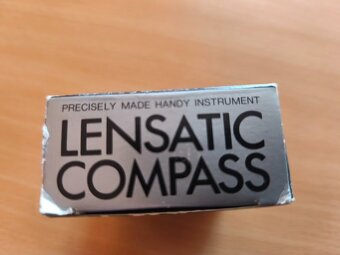 PRECISELY MADE HANDY INSTRUMENT
LENSATIC
COMPASS